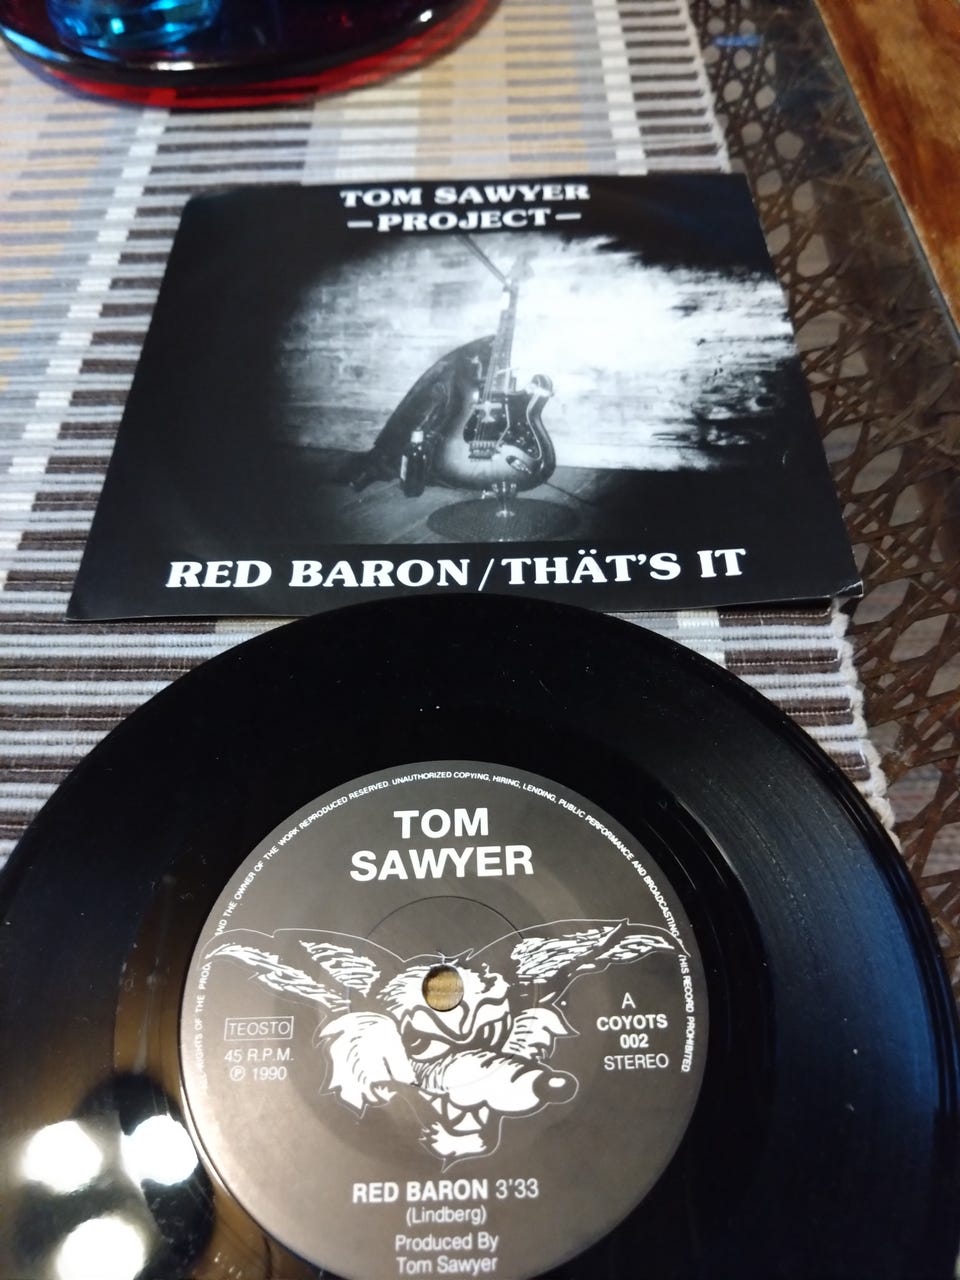 TOM SAWYER
–PROJECT–
RED BARON/THÄT'S IT
ALL RIGHTS OF THE PROD AND THE OWNER OF THE WORK REPRODUCED RESERVED. UNAUTHORIZED COPYING, HIRING, LENDING, PUBLIC PERFORMANCE AND BROADCASTING THIS RECORD PROHIBITED
TOM
SAWYER
TEOSTO
45 R.P.M.
℗ 1990
A
COYOTS
002
STEREO
RED BARON 3'33
(Lindberg)
Produced By
Tom Sawyer